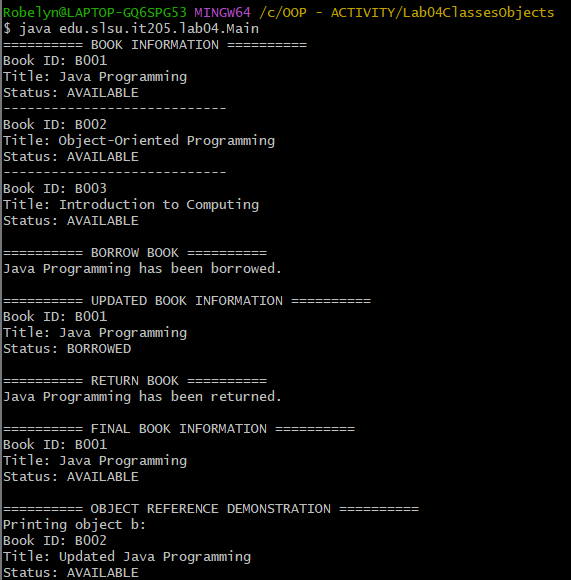 Robelyn@LAPTOP-GQ6SPG53 MINGW64 /c/OOP - ACTIVITY/Lab04ClassesObjects
$ java edu.slsu.it205.lab04.Main
========== BOOK INFORMATION ==========
Book ID: B001
Title: Java Programming
Status: AVAILABLE
----------------------------
Book ID: B002
Title: Object-Oriented Programming
Status: AVAILABLE
----------------------------
Book ID: B003
Title: Introduction to Computing
Status: AVAILABLE

========== BORROW BOOK ==========
Java Programming has been borrowed.

========== UPDATED BOOK INFORMATION ==========
Book ID: B001
Title: Java Programming
Status: BORROWED

========== RETURN BOOK ==========
Java Programming has been returned.

========== FINAL BOOK INFORMATION ==========
Book ID: B001
Title: Java Programming
Status: AVAILABLE

========== OBJECT REFERENCE DEMONSTRATION ==========
Printing object b:
Book ID: B002
Title: Updated Java Programming
Status: AVAILABLE